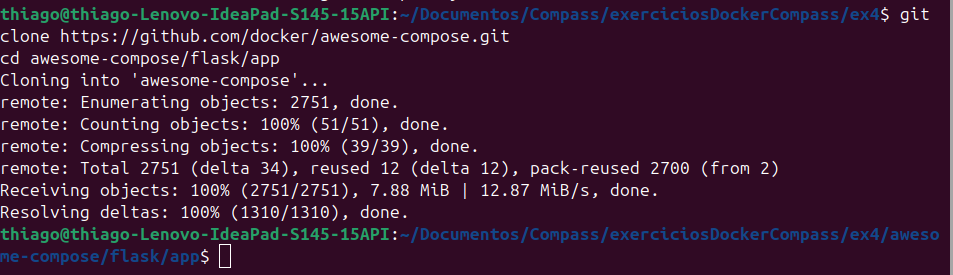 thiago@thiago-Lenovo-IdeaPad-S145-15API:~/Documentos/Compass/exerciciosDockerCompass/ex4$ git
clone https://github.com/docker/awesome-compose.git
cd awesome-compose/flask/app
Cloning into 'awesome-compose'...
remote: Enumerating objects: 2751, done.
remote: Counting objects: 100% (51/51), done.
remote: Compressing objects: 100% (39/39), done.
remote: Total 2751 (delta 34), reused 12 (delta 12), pack-reused 2700 (from 2)
Receiving objects: 100% (2751/2751), 7.88 MiB | 12.87 MiB/s, done.
Resolving deltas: 100% (1310/1310), done.
thiago@thiago-Lenovo-IdeaPad-S145-15API:~/Documentos/Compass/exerciciosDockerCompass/ex4/aweso
me-compose/flask/app$